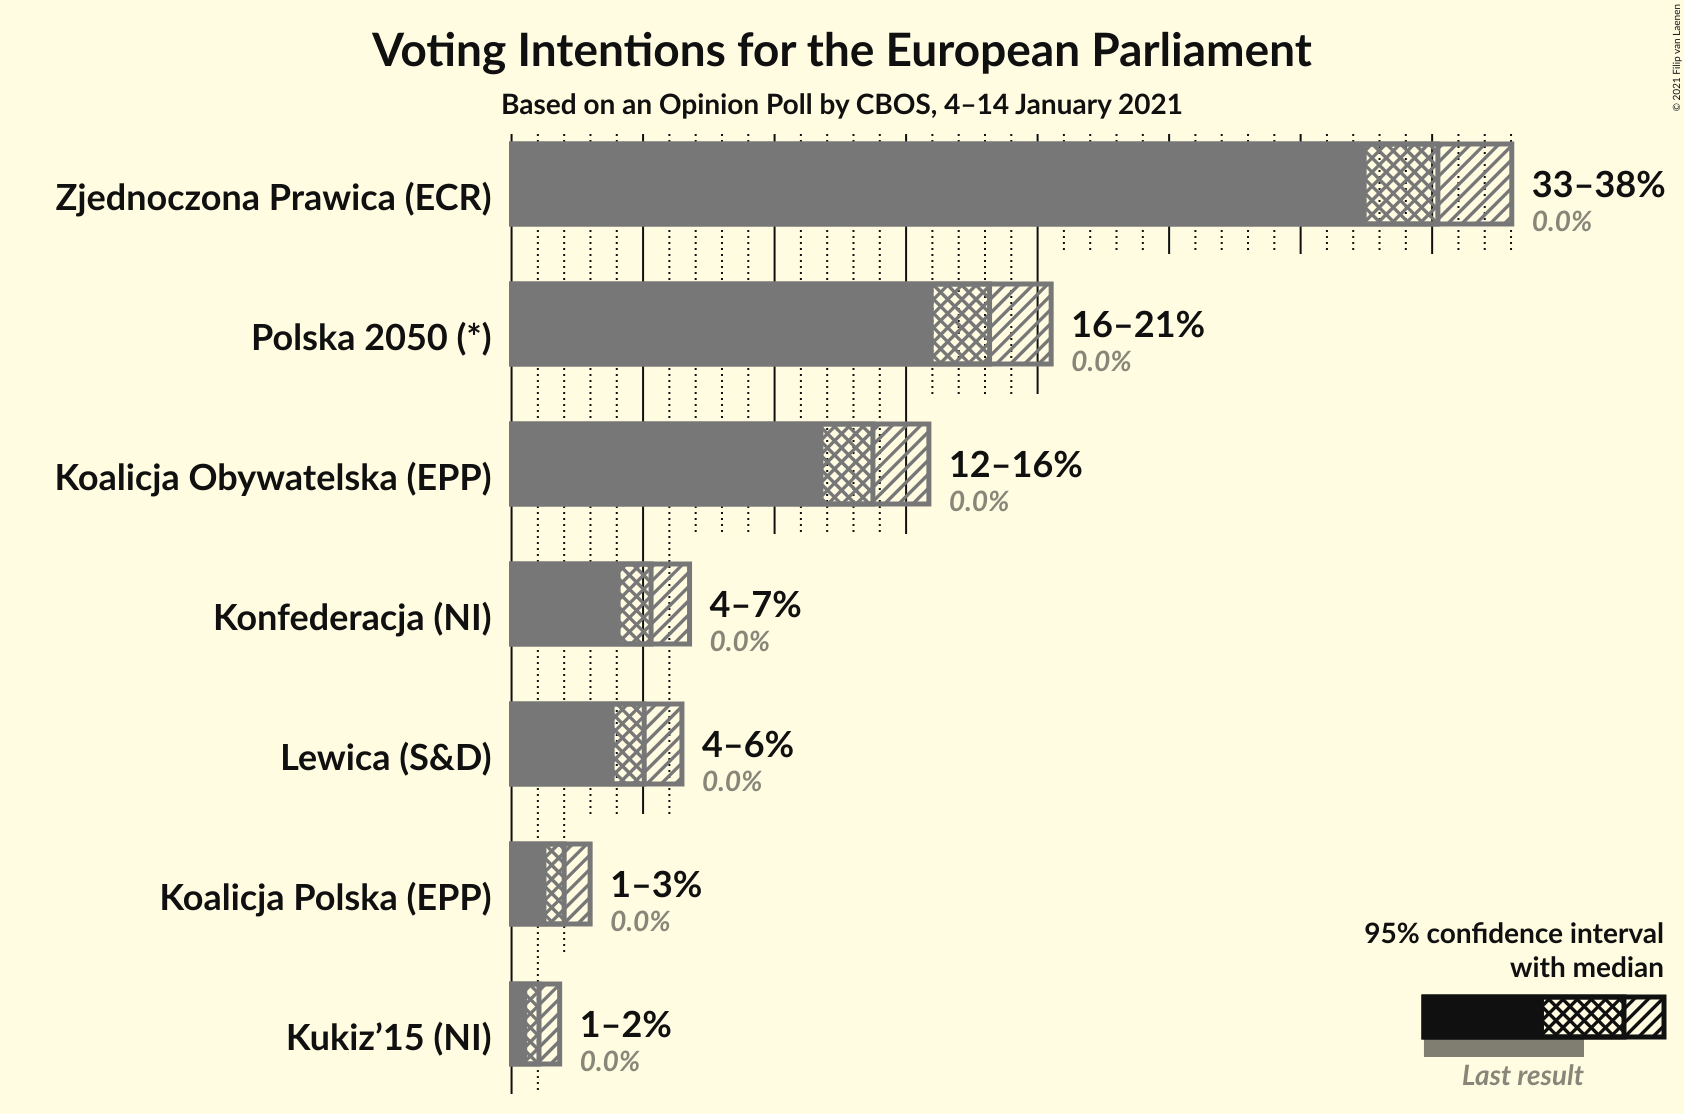 Voting Intentions for the European Parliament
Based on an Opinion Poll by CBOS, 4–14 January 2021
© 2021 Filip van Laenen
Zjednoczona Prawica (ECR)
33–38%
0.0%
Polska 2050 (*)
16–21%
0.0%
Koalicja Obywatelska (EPP)
12–16%
0.0%
Konfederacja (NI)
4–7%
0.0%
Lewica (S&D)
4–6%
0.0%
Koalicja Polska (EPP)
1–3%
0.0%
Kukiz’15 (NI)
1–2%
0.0%
95% confidence interval
with median
Last result